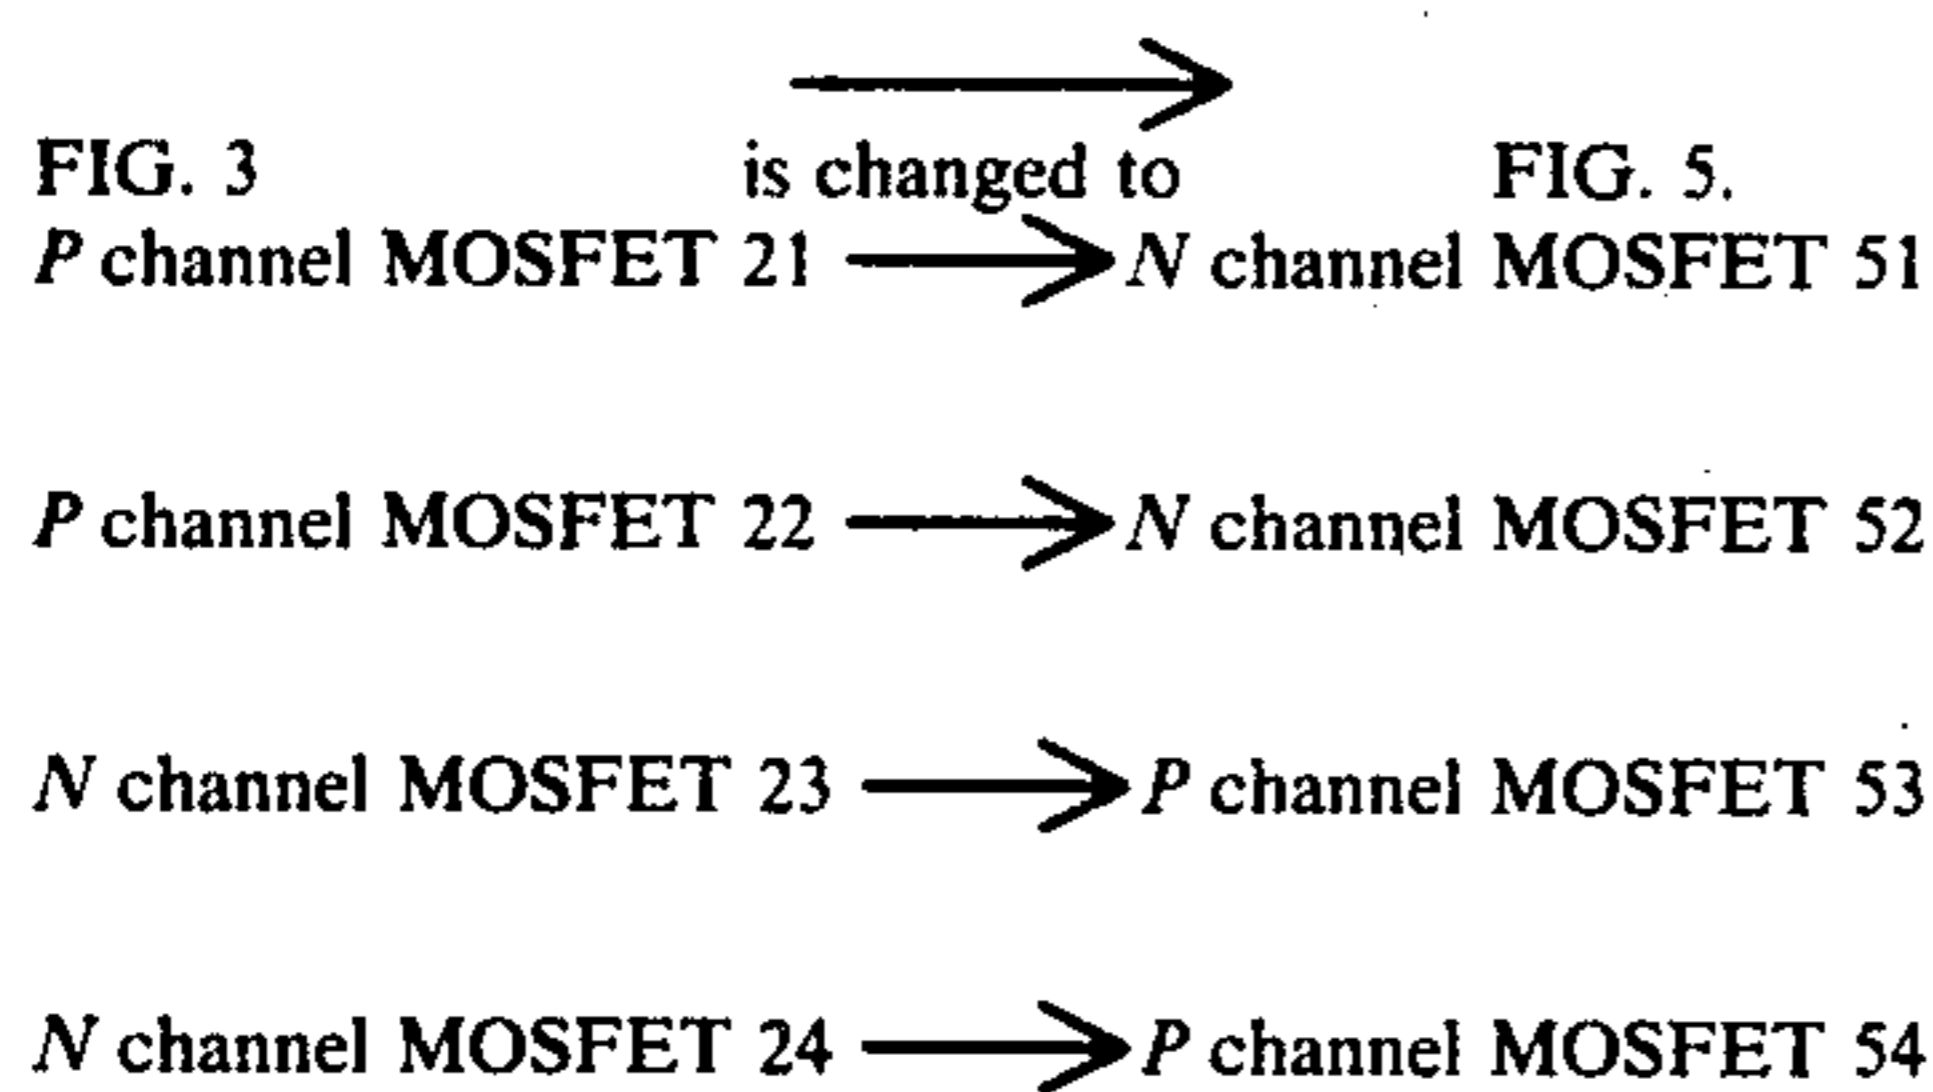 FIG. 3 is changed to FIG. 5.
P channel MOSFET 21 → N channel MOSFET 51
P channel MOSFET 22 → N channel MOSFET 52
N channel MOSFET 23 → P channel MOSFET 53
N channel MOSFET 24 → P channel MOSFET 54